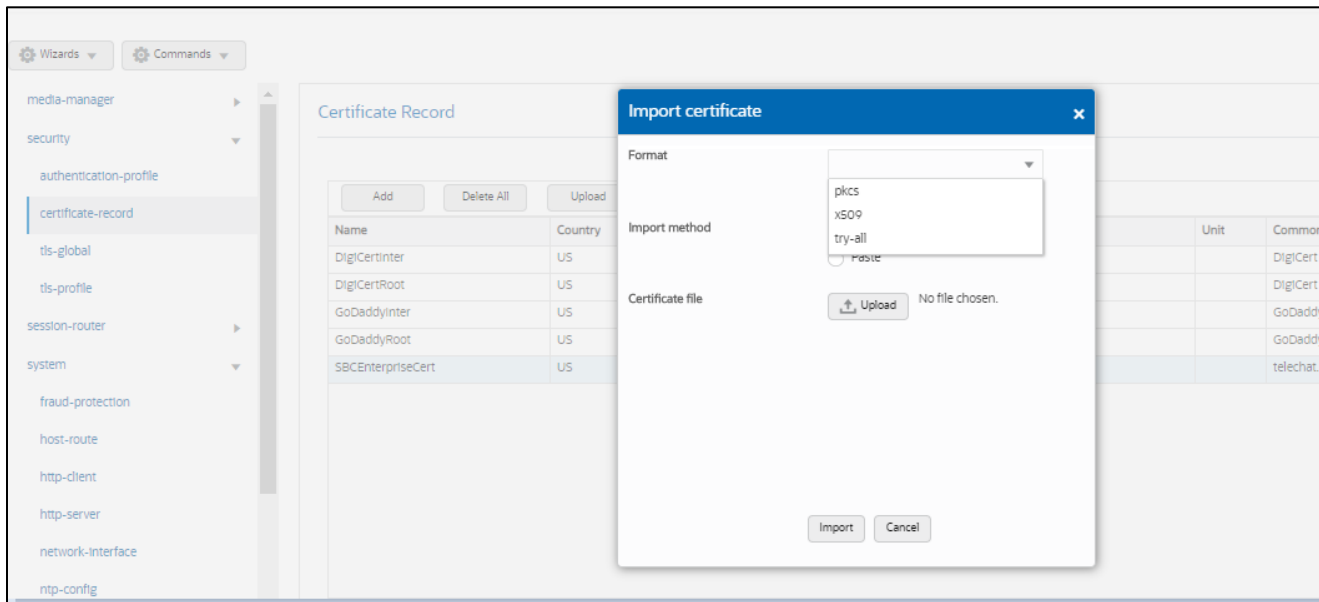 Wizards
Commands
media-manager
security
authentication-profile
certificate-record
tls-global
tls-profile
session-router
system
fraud-protection
host-route
http-client
http-server
network-interface
ntp-config
Certificate Record
Add Delete All Upload
Name Country Unit Common
DigiCertInter US DigiCert
DigiCertRoot US DigiCert
GoDaddyInter US GoDaddy
GoDaddyRoot US GoDaddy
SBCEnterpriseCert US telechat.
Import certificate
Format
pkcs
x509
try-all
Import method
Paste
Certificate file Upload No file chosen.
Import Cancel